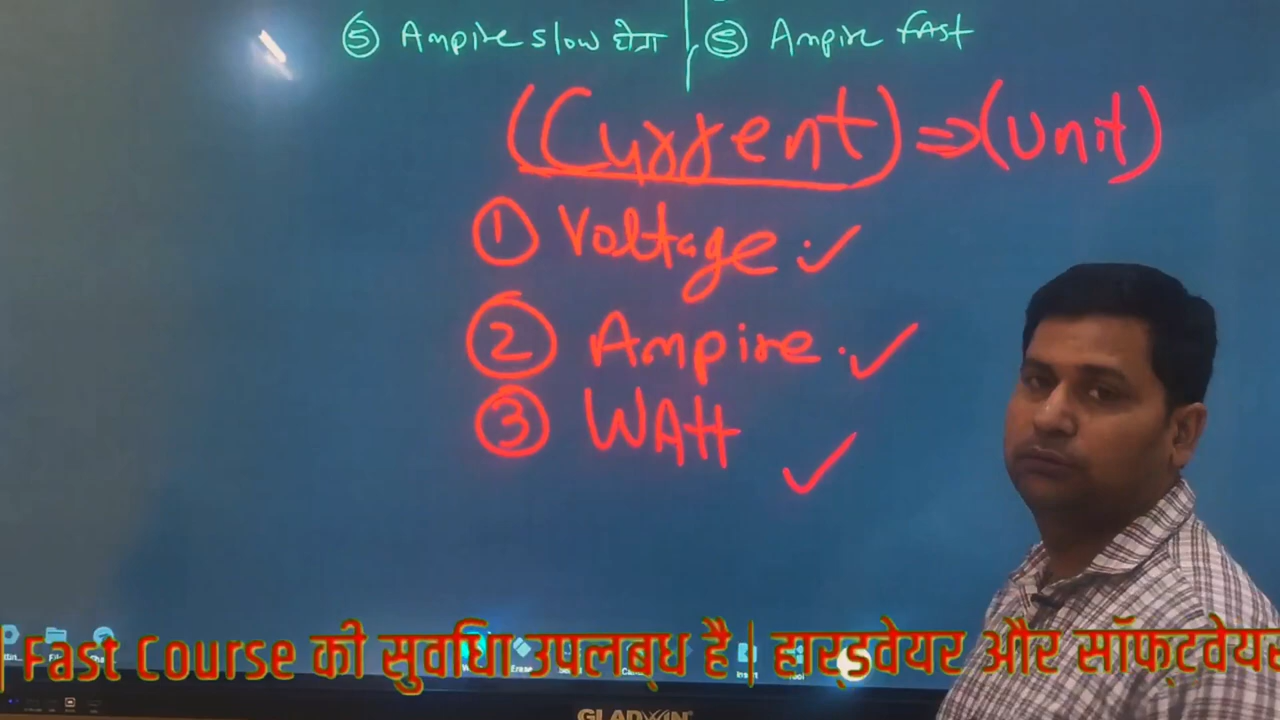 ⑤ Ampire slow होगा ⑤ Ampire fAst
(Current) ⇒ (Unit)
① Voltage ✓
② Ampire ✓
③ WAtt ✓
| Fast Course की सुविधा उपलब्ध है | हार्डवेयर और सॉफ्टवेयर
GLADWIN